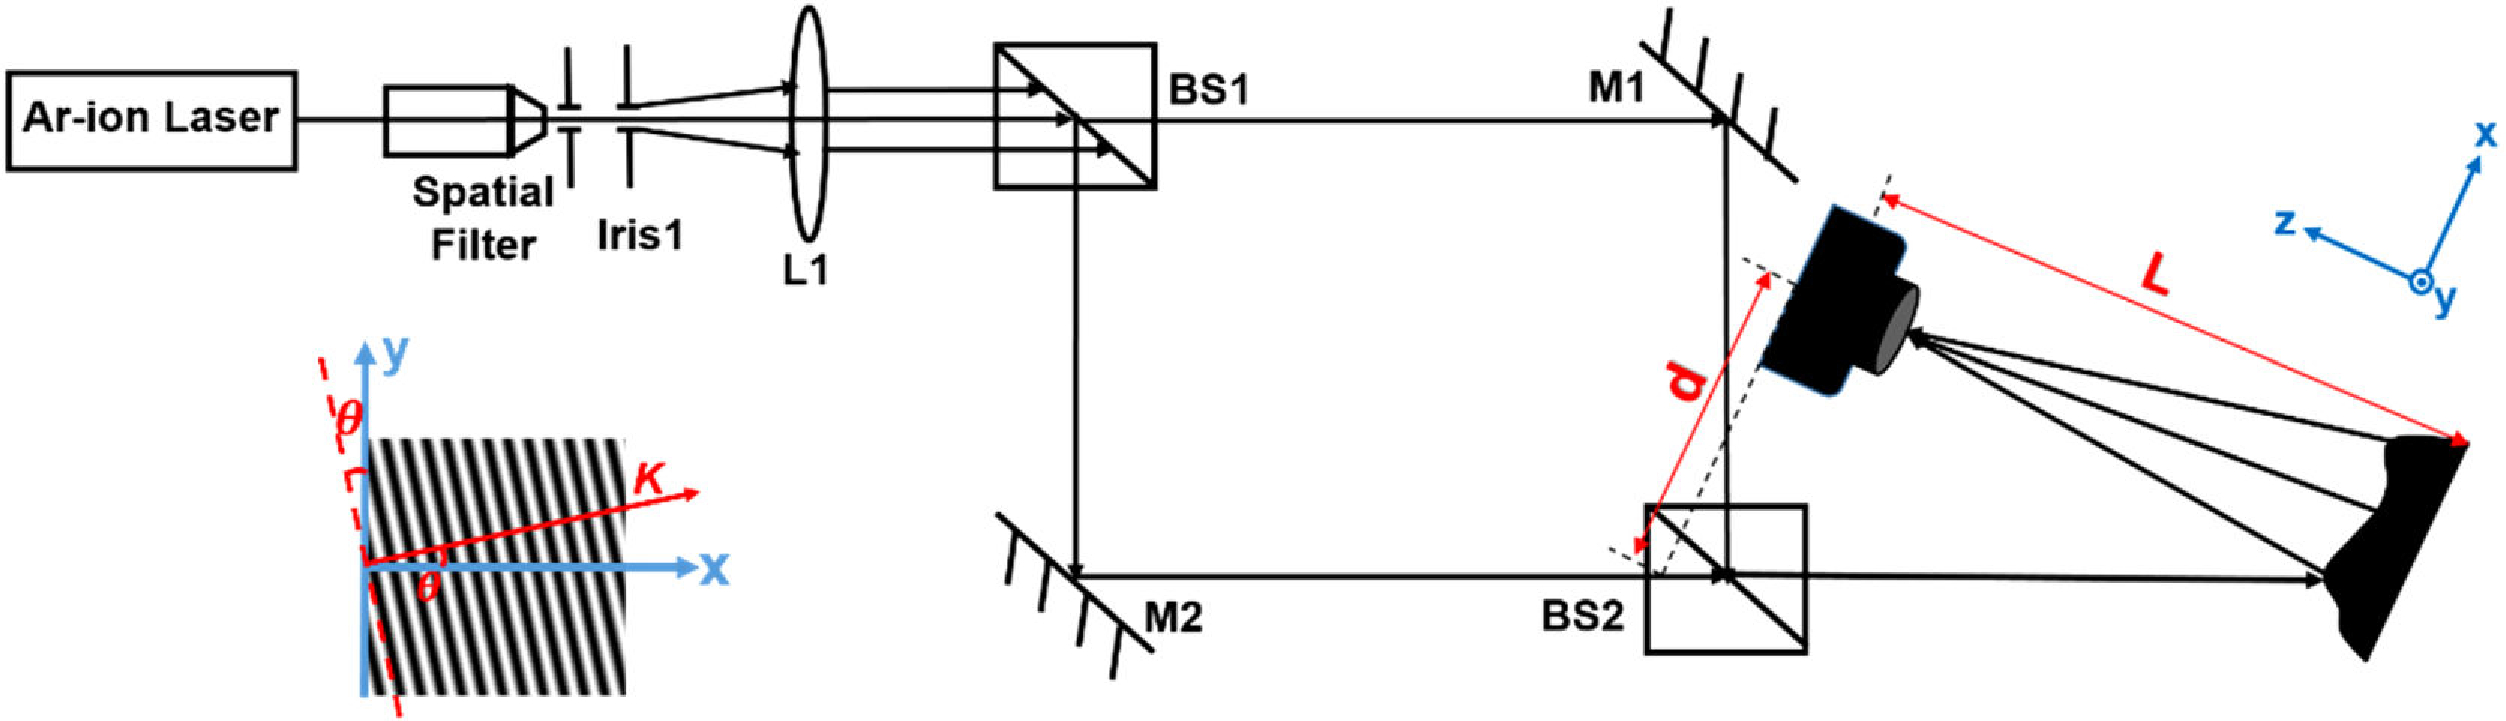 Ar-ion Laser
Spatial
Filter
Iris1
L1
BS1
M1
x
z
y
L
d
θ
y
K
x
θ
M2
BS2